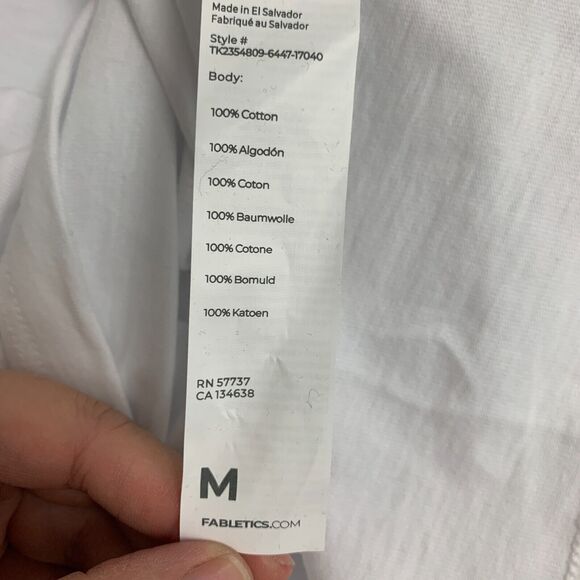 Made in El Salvador
Fabriqué au Salvador
Style #
TK2354809-6447-17040
Body:
100% Cotton
100% Algodón
100% Coton
100% Baumwolle
100% Cotone
100% Bomuld
100% Katoen
RN 57737
CA 134638
M
FABLETICS.COM